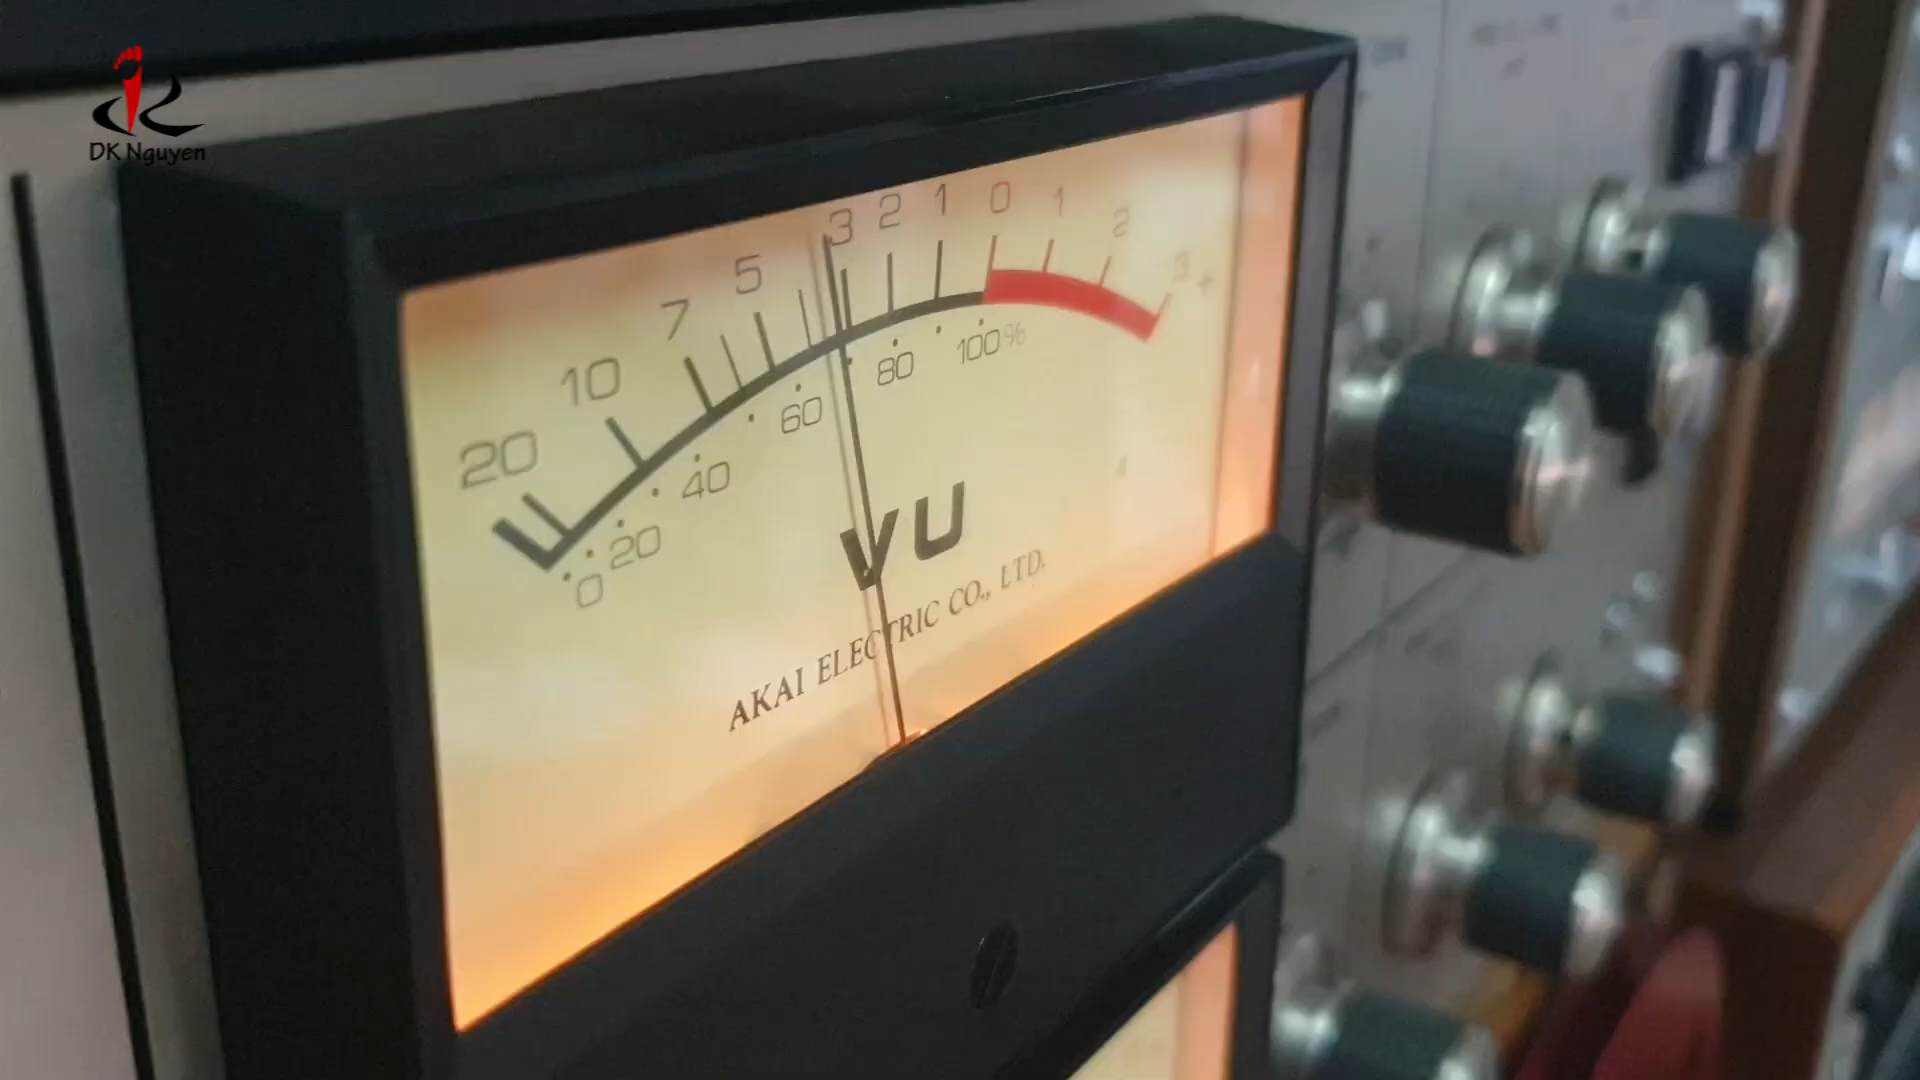 DK Nguyen
20 10 7 5 3 2 1 0 1 2 3 +
0 20 40 60 80 100%
VU
AKAI ELECTRIC CO., LTD.